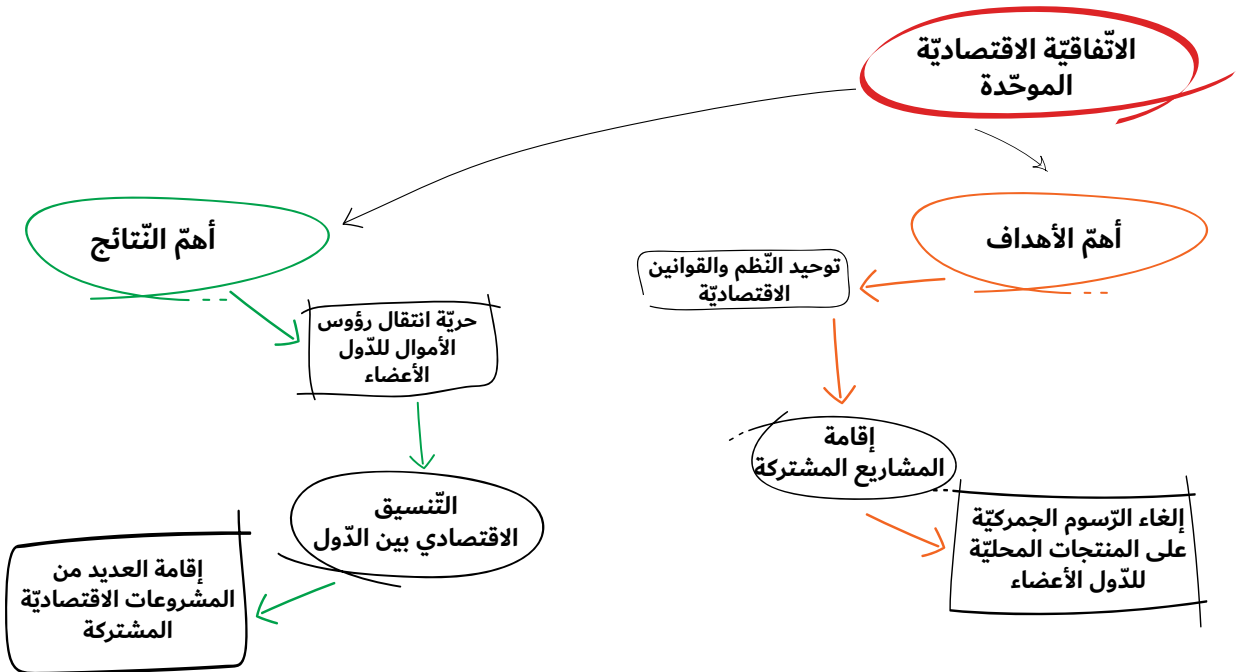 الاتّفاقيّة الاقتصاديّة
الموحّدة
أهمّ الأهداف
توحيد النّظم والقوانين
الاقتصاديّة
إقامة
المشاريع المشتركة
إلغاء الرّسوم الجمركيّة
على المنتجات المحليّة
للدّول الأعضاء
أهمّ النّتائج
حريّة انتقال رؤوس
الأموال للدّول
الأعضاء
التّنسيق
الاقتصادي بين الدّول
إقامة العديد من
المشروعات الاقتصاديّة
المشتركة